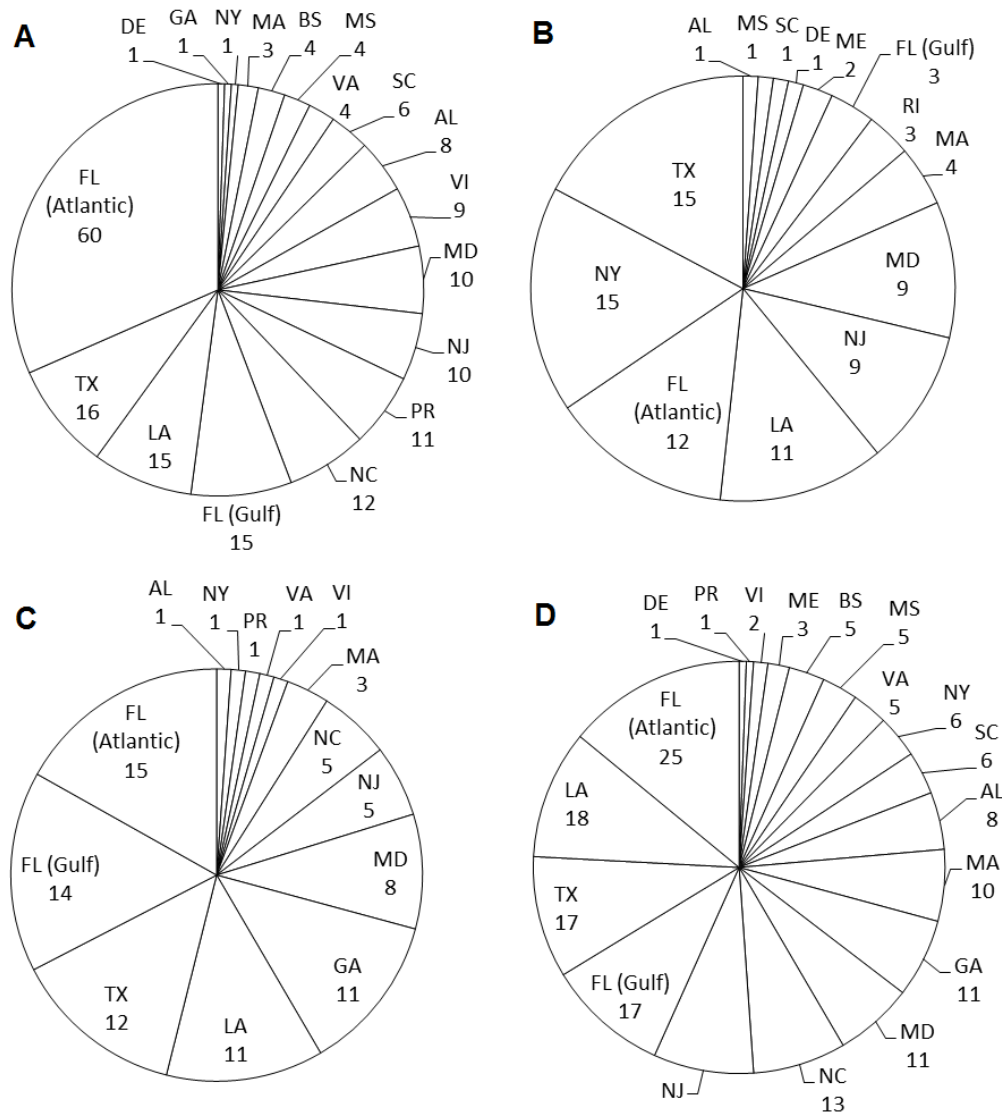 A
DE
1
GA
1
NY
1
MA
3
BS
4
MS
4
VA
4
SC
6
AL
8
VI
9
MD
10
NJ
10
PR
11
NC
12
FL (Gulf)
15
LA
15
TX
16
FL
(Atlantic)
60
B
AL
1
MS
1
SC
1
DE
1
ME
2
FL (Gulf)
3
RI
3
MA
4
MD
9
NJ
9
LA
11
FL
(Atlantic)
12
NY
15
TX
15
C
AL
1
NY
1
PR
1
VA
1
VI
1
MA
3
NC
5
NJ
5
MD
8
GA
11
LA
11
TX
12
FL (Gulf)
14
FL
(Atlantic)
15
D
DE
1
PR
1
VI
2
ME
3
BS
5
MS
5
VA
5
NY
6
SC
6
AL
8
MA
10
GA
11
MD
11
NC
13
NJ
FL (Gulf)
17
TX
17
LA
18
FL
(Atlantic)
25